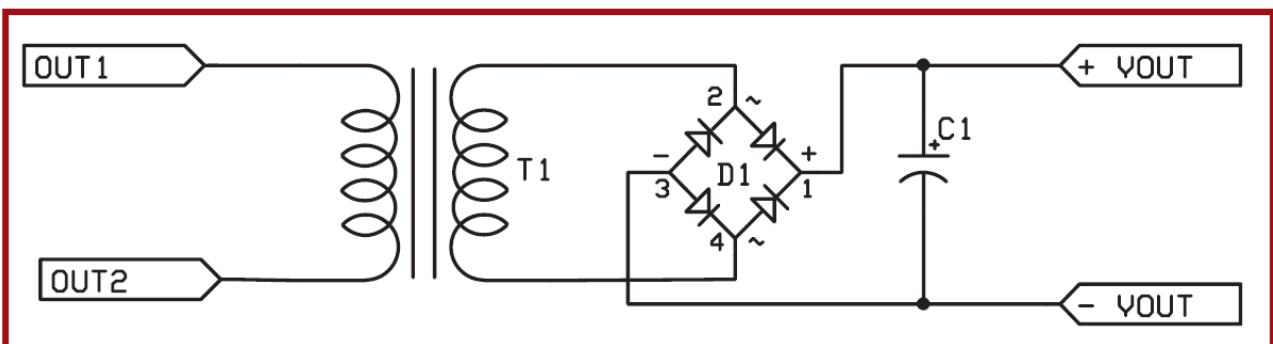 OUT1
+ VOUT
2 ~
C1
+
- +
T1
D1
3 1
4 ~
OUT2
- VOUT